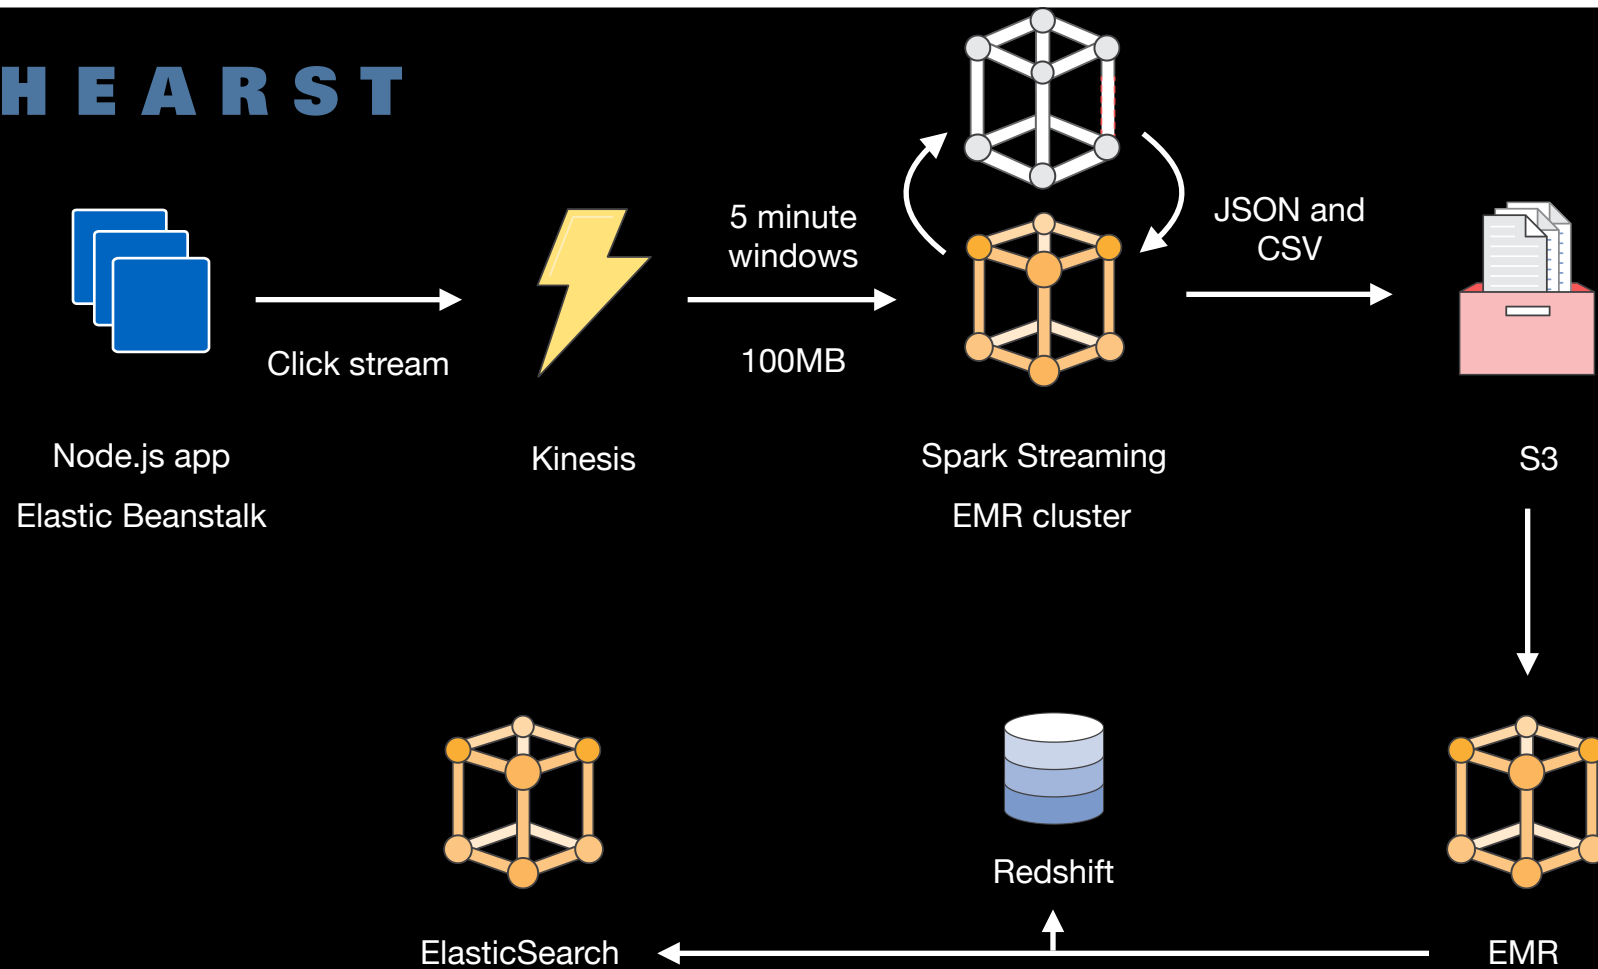 HEARST
5 minute
windows
JSON and
CSV
Click stream
100MB
Node.js app
Elastic Beanstalk
Kinesis
Spark Streaming
EMR cluster
S3
Redshift
ElasticSearch
EMR